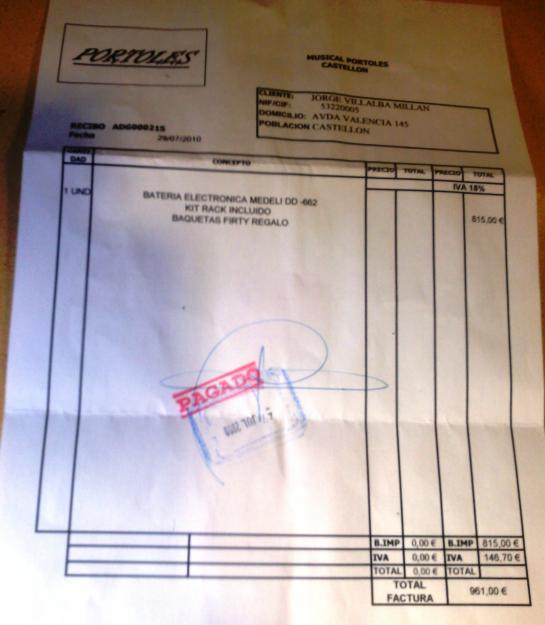 PORTOLES
MUSICAL PORTOLES
CASTELLON
CLIENTE: JORGE VILLALBA MILLAN
NIF/CIF: 53220005
DOMICILIO: AVDA VALENCIA 145
POBLACION CASTELLON
RECIBO ADG000215
Fecha 29/07/2010
DAD CONCEPTO PRECIO TOTAL PRECIO TOTAL
IVA 18%
1 UND BATERIA ELECTRONICA MEDELI DD -662 815,00 €
KIT RACK INCLUIDO
BAQUETAS FIRTY REGALO
PAGADO
JUL 2010
B.IMP 0,00 € B.IMP 815,00 €
IVA 0,00 € IVA 146,70 €
TOTAL 0,00 € TOTAL
TOTAL FACTURA 961,00 €